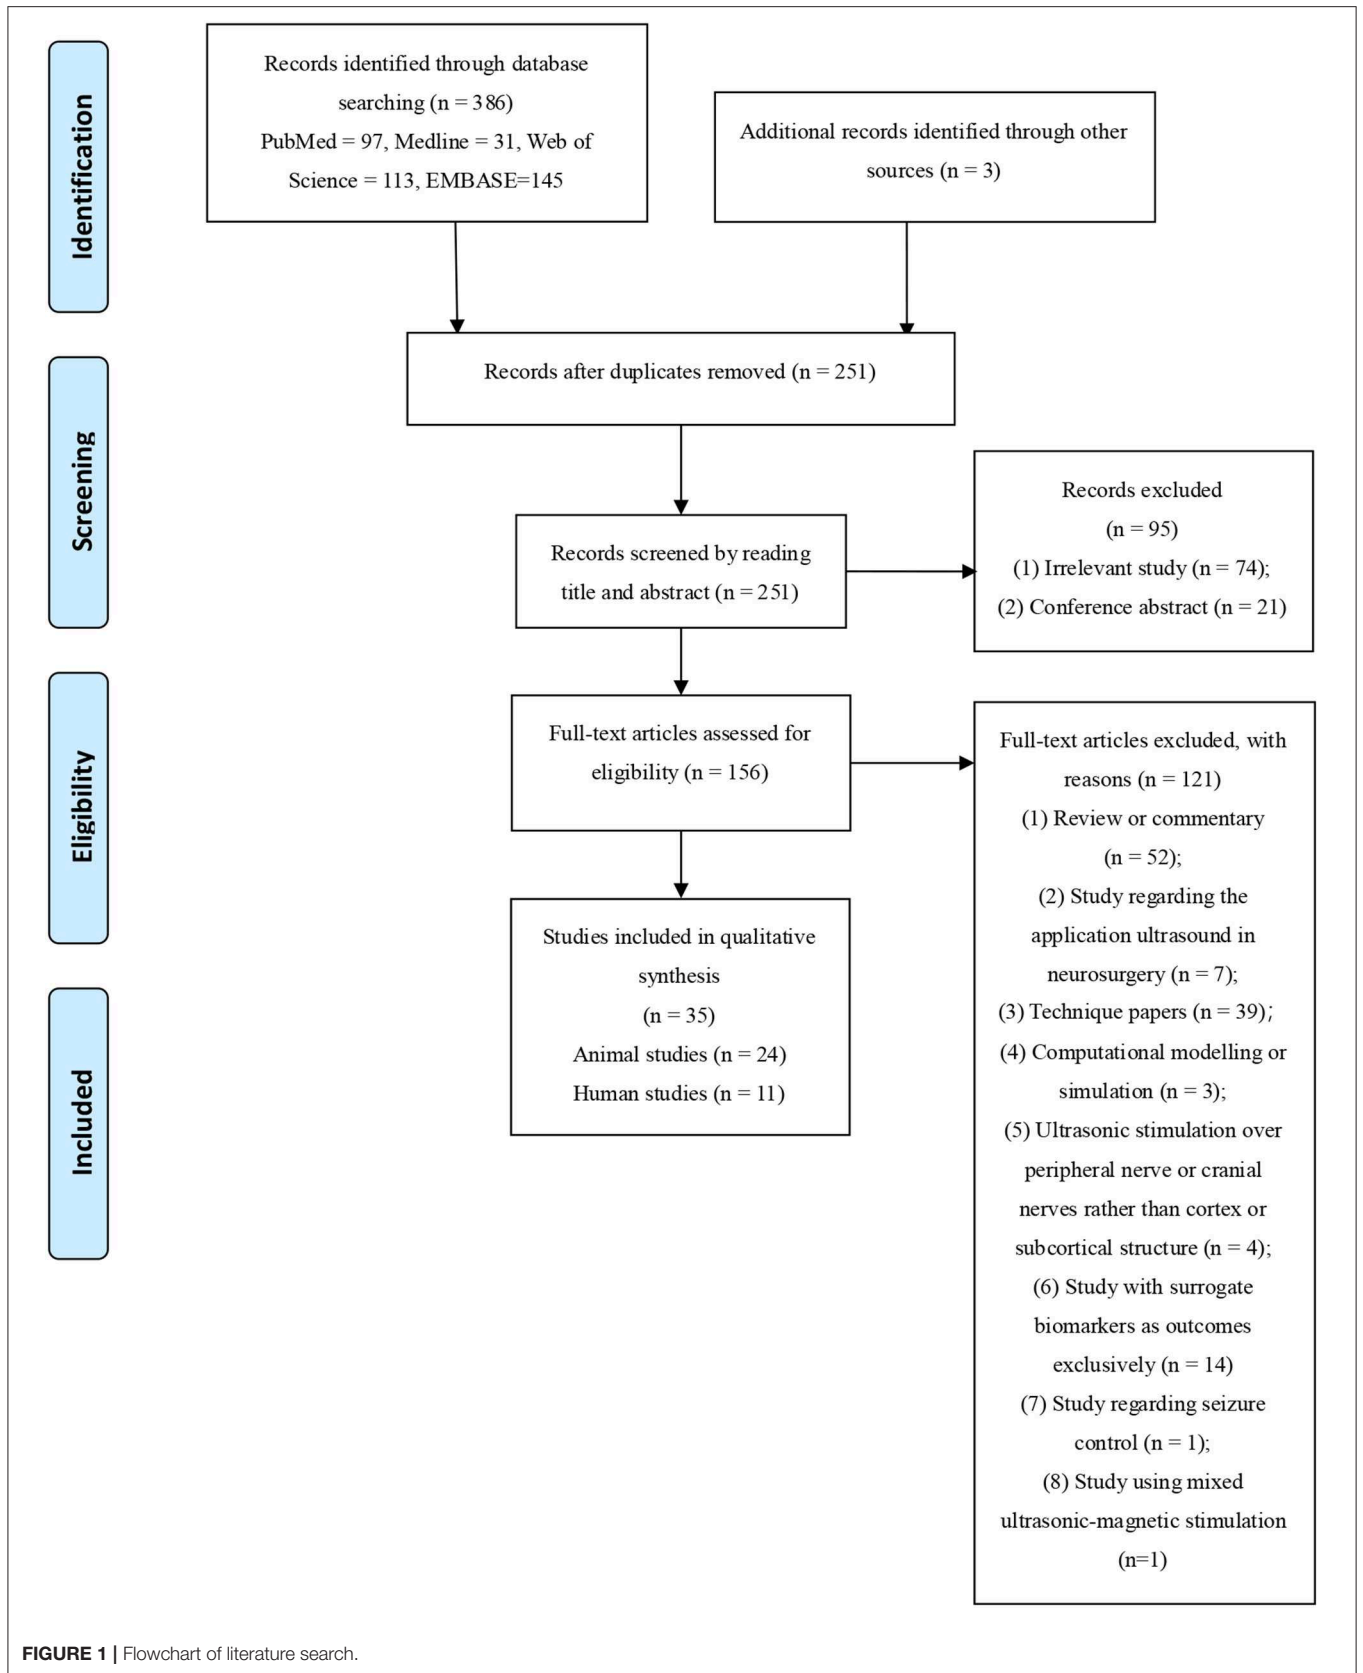 Identification
Records identified through database
searching (n = 386)
PubMed = 97, Medline = 31, Web of
Science = 113, EMBASE=145
Additional records identified through other
sources (n = 3)
Records after duplicates removed (n = 251)
Screening
Records screened by reading
title and abstract (n = 251)
Records excluded
(n = 95)
(1) Irrelevant study (n = 74);
(2) Conference abstract (n = 21)
Eligibility
Full-text articles assessed for
eligibility (n = 156)
Full-text articles excluded, with
reasons (n = 121)
(1) Review or commentary
(n = 52);
(2) Study regarding the
application ultrasound in
neurosurgery (n = 7);
(3) Technique papers (n = 39);
(4) Computational modelling or
simulation (n = 3);
(5) Ultrasonic stimulation over
peripheral nerve or cranial
nerves rather than cortex or
subcortical structure (n = 4);
(6) Study with surrogate
biomarkers as outcomes
exclusively (n = 14)
(7) Study regarding seizure
control (n = 1);
(8) Study using mixed
ultrasonic-magnetic stimulation
(n=1)
Included
Studies included in qualitative
synthesis
(n = 35)
Animal studies (n = 24)
Human studies (n = 11)
FIGURE 1 | Flowchart of literature search.